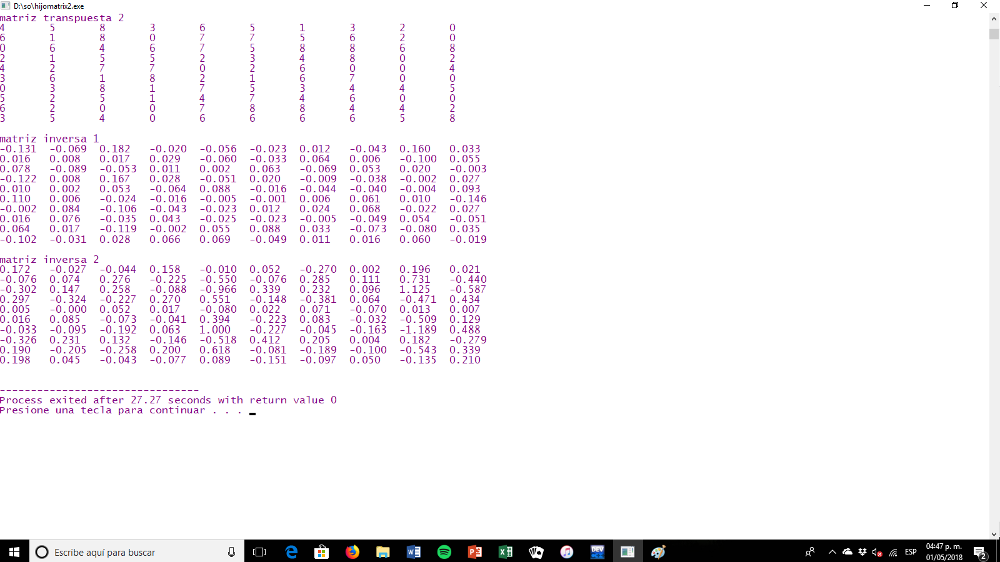 D:\so\hijomatrix2.exe
matriz transpuesta 2
4 5 8 3 6 5 1 3 2 0
6 1 8 0 7 7 5 6 2 0
0 6 4 6 7 5 8 8 6 8
2 1 5 5 2 3 4 8 0 2
4 2 7 7 0 2 6 0 0 4
3 6 1 8 2 1 6 7 0 0
0 3 8 1 7 5 3 4 4 5
5 2 5 1 4 7 4 6 0 0
6 2 0 0 7 8 8 4 4 2
3 5 4 0 6 6 6 6 5 8
matriz inversa 1
-0.131 -0.069 0.182 -0.020 -0.056 -0.023 0.012 -0.043 0.160 0.033
0.016 0.008 0.017 0.029 -0.060 -0.033 0.064 0.006 -0.100 0.055
0.078 -0.089 -0.053 0.011 0.002 0.063 -0.069 0.053 0.020 -0.003
-0.122 0.008 0.167 0.028 -0.051 0.020 -0.009 -0.038 -0.002 0.027
0.010 0.002 0.053 -0.064 0.088 -0.016 -0.044 -0.040 -0.004 0.093
0.110 0.006 -0.024 -0.016 -0.005 -0.001 0.006 0.061 0.010 -0.146
-0.002 0.084 -0.106 -0.043 -0.023 0.012 0.024 0.068 -0.022 0.027
0.016 0.076 -0.035 0.043 -0.025 -0.023 -0.005 -0.049 0.054 -0.051
0.064 0.017 -0.119 -0.002 0.055 0.088 0.033 -0.073 -0.080 0.035
-0.102 -0.031 0.028 0.066 0.069 -0.049 0.011 0.016 0.060 -0.019
matriz inversa 2
0.172 -0.027 -0.044 0.158 -0.010 0.052 -0.270 0.002 0.196 0.021
-0.076 0.074 0.276 -0.225 -0.550 -0.076 0.285 0.111 0.731 -0.440
-0.302 0.147 0.258 -0.088 -0.966 0.339 0.232 0.096 1.125 -0.587
0.297 -0.324 -0.227 0.270 0.551 -0.148 -0.381 0.064 -0.471 0.434
0.005 -0.000 0.052 0.017 -0.080 0.022 0.071 -0.070 0.013 0.007
0.016 0.085 -0.073 -0.041 0.394 -0.223 0.083 -0.032 -0.509 0.129
-0.033 -0.095 -0.192 0.063 1.000 -0.227 -0.045 -0.163 -1.189 0.488
-0.326 0.231 0.132 -0.146 -0.518 0.412 0.205 0.004 0.182 -0.279
0.190 -0.205 -0.258 0.200 0.618 -0.081 -0.189 -0.100 -0.543 0.339
0.198 0.045 -0.043 -0.077 0.089 -0.151 -0.097 0.050 -0.135 0.210
--------------------------------
Process exited after 27.27 seconds with return value 0
Presione una tecla para continuar . . .
Escribe aquí para buscar
DEV
ESP
04:47 p. m.
01/05/2018
2